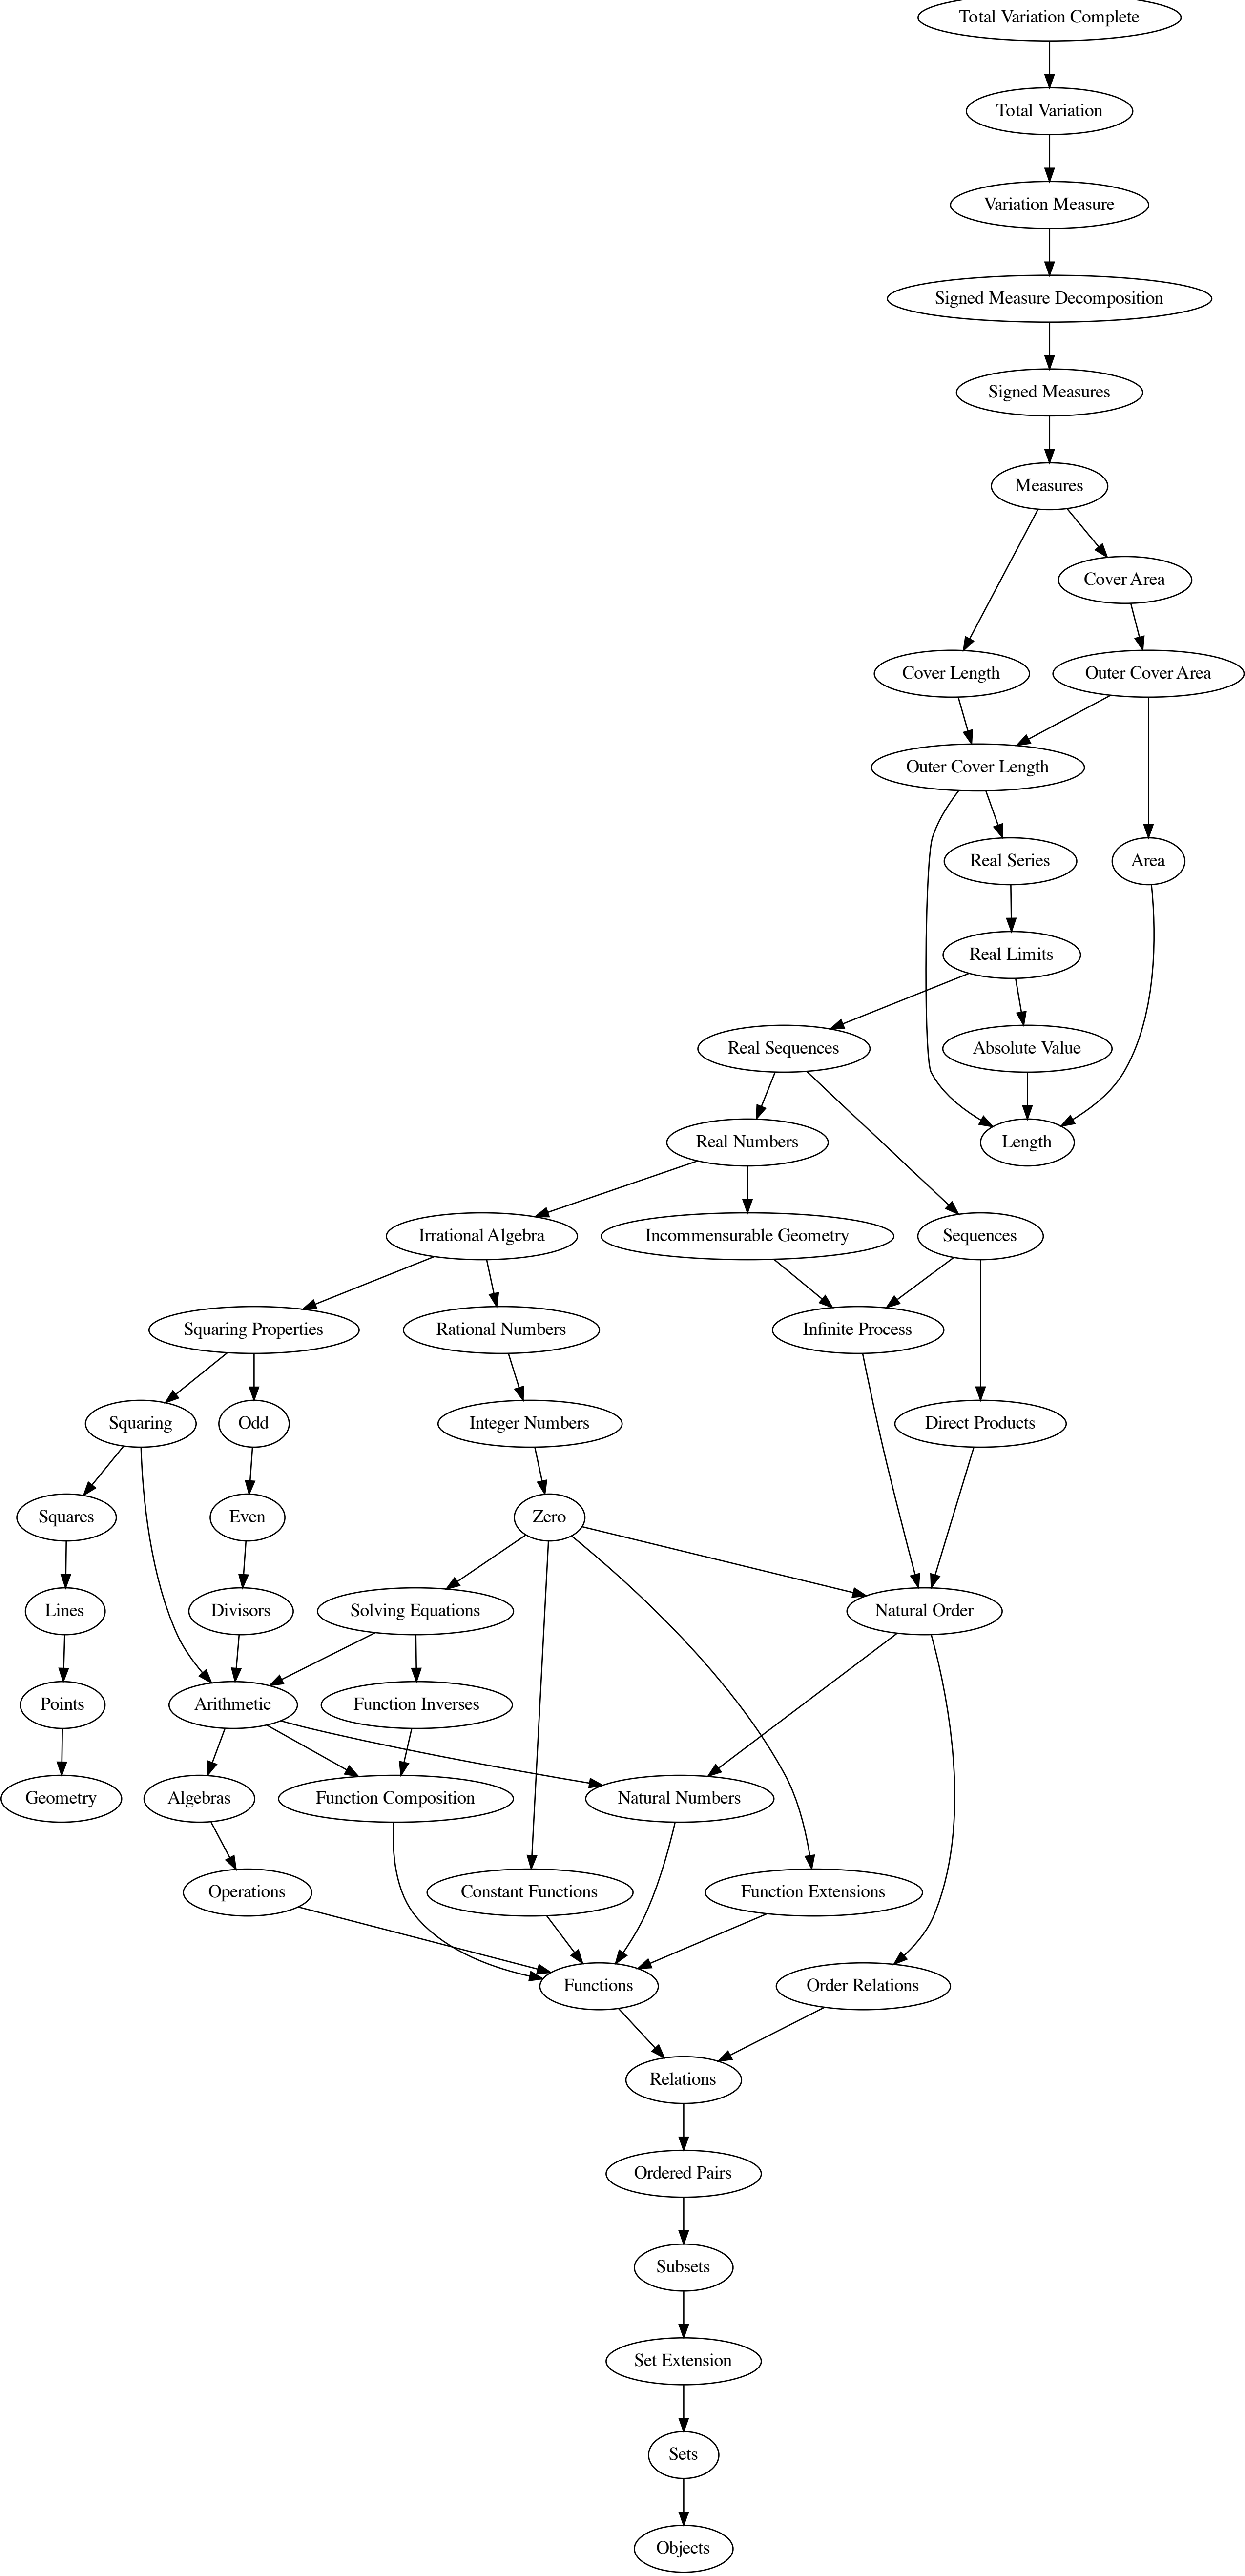 Total Variation Complete
Total Variation
Variation Measure
Signed Measure Decomposition
Signed Measures
Measures
Cover Area
Cover Length
Outer Cover Area
Outer Cover Length
Real Series
Area
Real Limits
Real Sequences
Absolute Value
Real Numbers
Length
Irrational Algebra
Incommensurable Geometry
Sequences
Squaring Properties
Rational Numbers
Infinite Process
Squaring
Odd
Integer Numbers
Direct Products
Squares
Even
Zero
Lines
Divisors
Solving Equations
Natural Order
Points
Arithmetic
Function Inverses
Geometry
Algebras
Function Composition
Natural Numbers
Operations
Constant Functions
Function Extensions
Functions
Order Relations
Relations
Ordered Pairs
Subsets
Set Extension
Sets
Objects